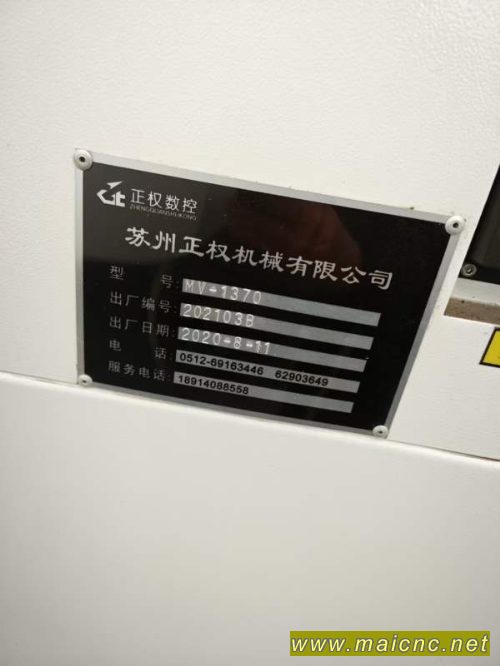 正权数控
ZHENGQUANSHUKONG
苏州正权机械有限公司
型 号: MV-1370
出厂编号: 202103B
出厂日期: 2020-8-11
电 话: 0512-69163446 62903649
服务电话: 18914088558
www.maicnc.net